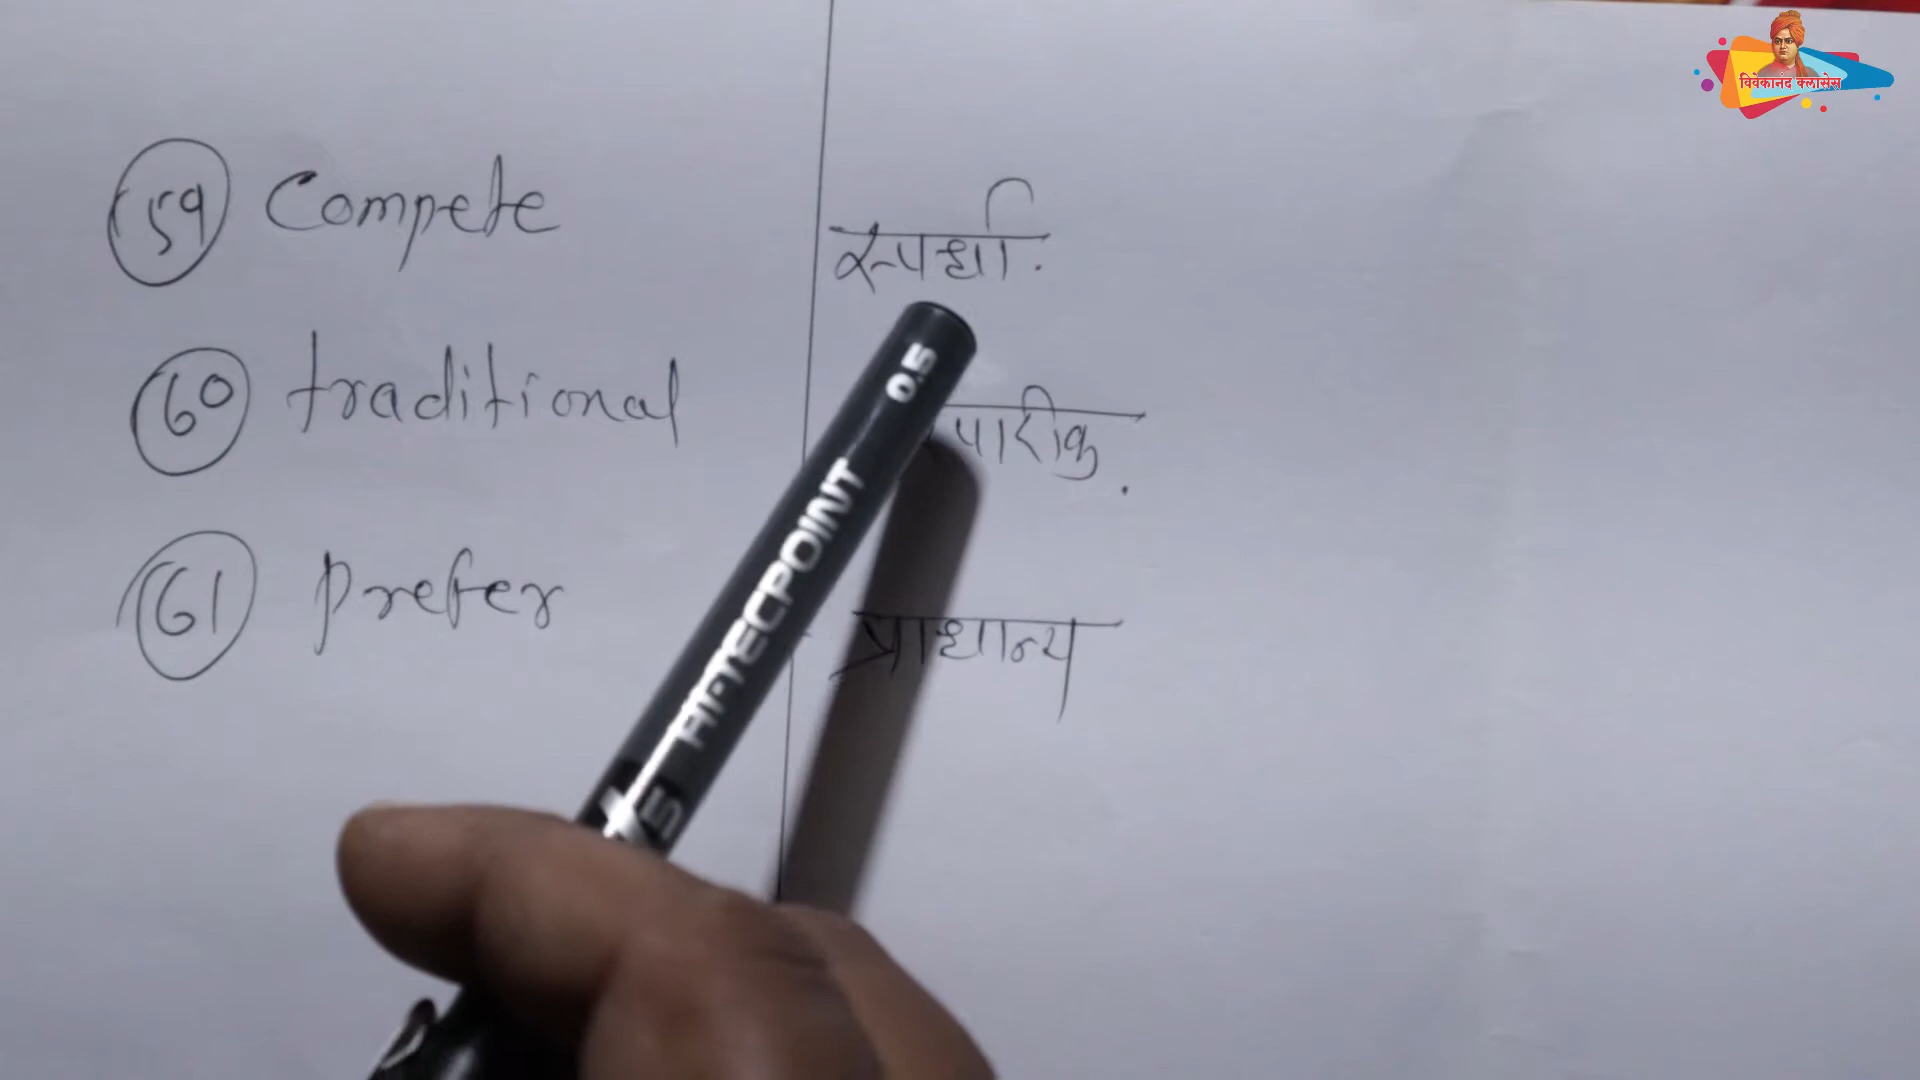 विवेकानंद क्लासेस
59 Compete स्पर्धा.
60 traditional
61 Prefer प्राधान्य
0.5
HITECPOINT